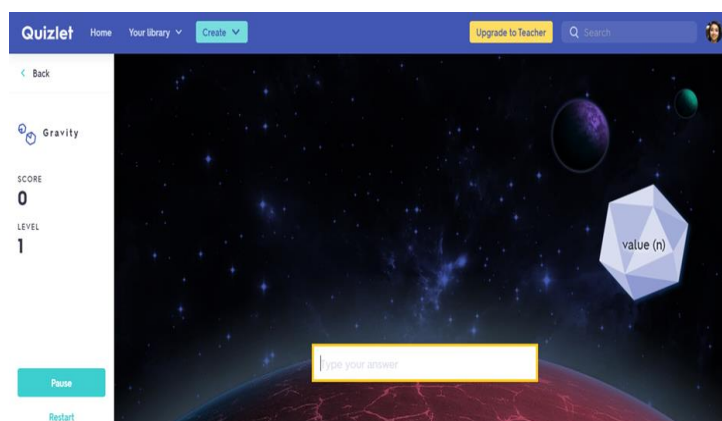 Quizlet Home Your library Create Upgrade to Teacher Search
Back
Gravity
SCORE
0
LEVEL
1
value (n)
Type your answer
Pause
Restart